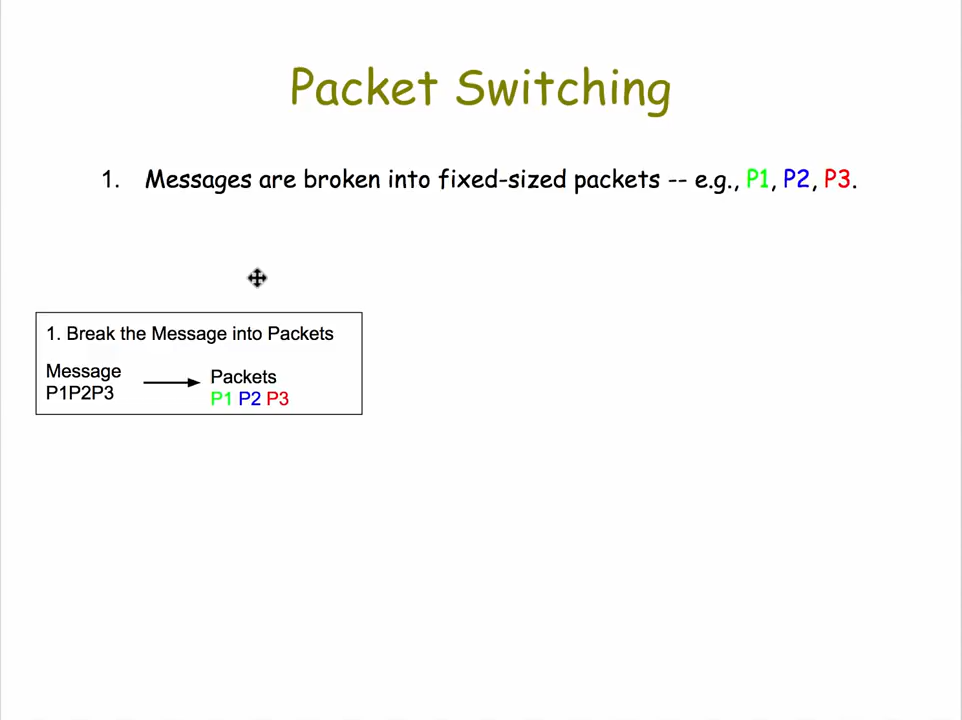 Packet Switching
1. Messages are broken into fixed-sized packets -- e.g., P1, P2, P3.
1. Break the Message into Packets
Message
P1P2P3
Packets
P1 P2 P3